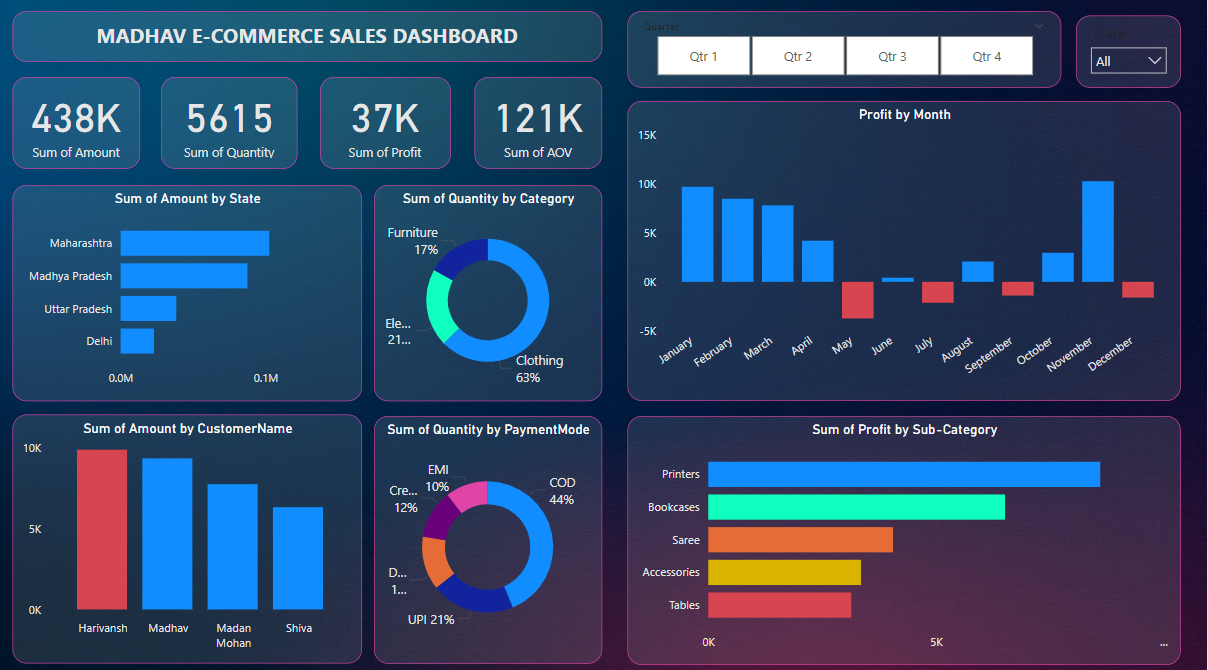 MADHAV E-COMMERCE SALES DASHBOARD
Quarter
Qtr 1
Qtr 2
Qtr 3
Qtr 4
State
All
438K
Sum of Amount
5615
Sum of Quantity
37K
Sum of Profit
121K
Sum of AOV
Profit by Month
15K
10K
5K
0K
-5K
January
February
March
April
May
June
July
August
September
October
November
December
Sum of Amount by State
Maharashtra
Madhya Pradesh
Uttar Pradesh
Delhi
0.0M
0.1M
Sum of Quantity by Category
Furniture
17%
Ele...
21...
Clothing
63%
Sum of Amount by CustomerName
10K
5K
0K
Harivansh
Madhav
Madan
Mohan
Shiva
Sum of Quantity by PaymentMode
EMI
10%
COD
44%
Cre...
12%
D...
1...
UPI 21%
Sum of Profit by Sub-Category
Printers
Bookcases
Saree
Accessories
Tables
0K
5K
...